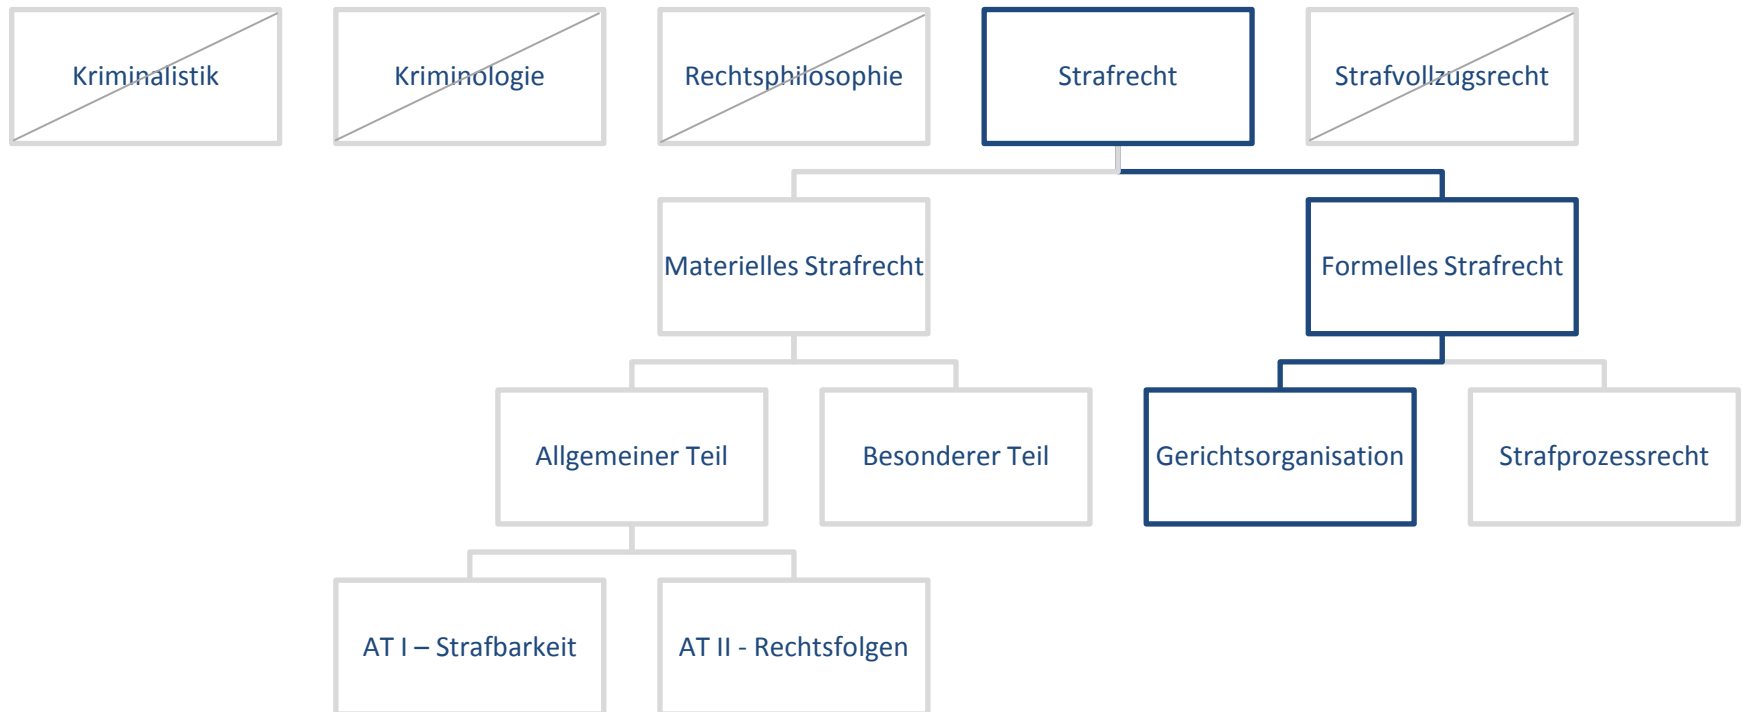 Kriminalistik
Kriminologie
Rechtsphilosophie
Strafrecht
Strafvollzugsrecht
Materielles Strafrecht
Formelles Strafrecht
Allgemeiner Teil
Besonderer Teil
Gerichtsorganisation
Strafprozessrecht
AT I – Strafbarkeit
AT II - Rechtsfolgen